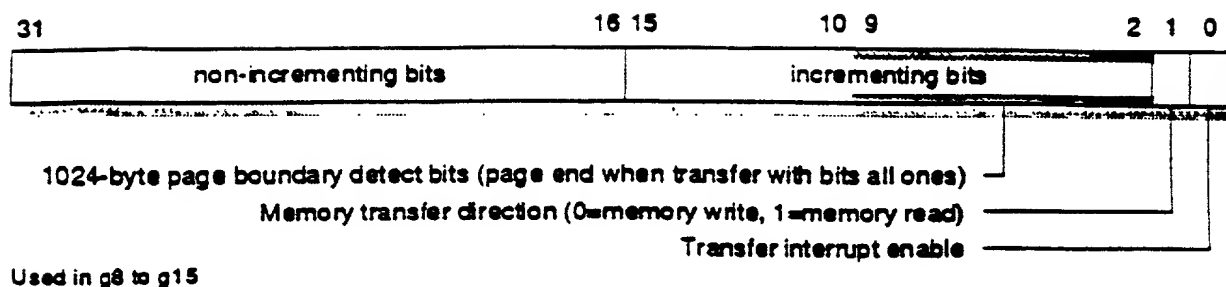 31 16 15 10 9 2 1 0
non-incrementing bits incrementing bits
1024-byte page boundary detect bits (page end when transfer with bits all ones)
Memory transfer direction (0=memory write, 1=memory read)
Transfer interrupt enable
Used in g8 to g15